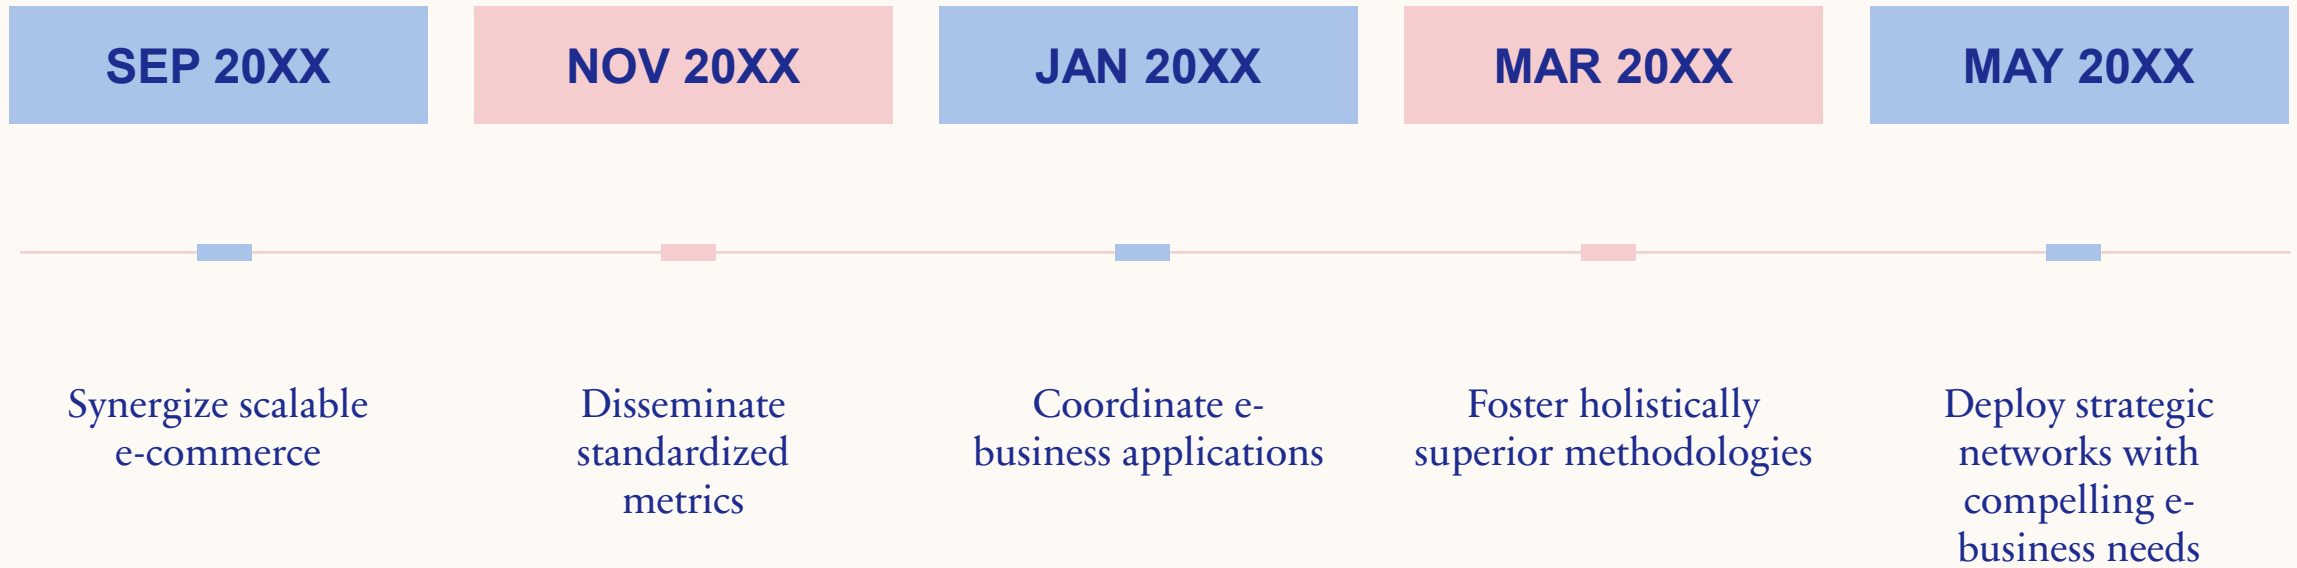 SEP 20XX
NOV 20XX
JAN 20XX
MAR 20XX
MAY 20XX
Synergize scalable
e-commerce
Disseminate
standardized
metrics
Coordinate e-
business applications
Foster holistically
superior methodologies
Deploy strategic
networks with
compelling e-
business needs